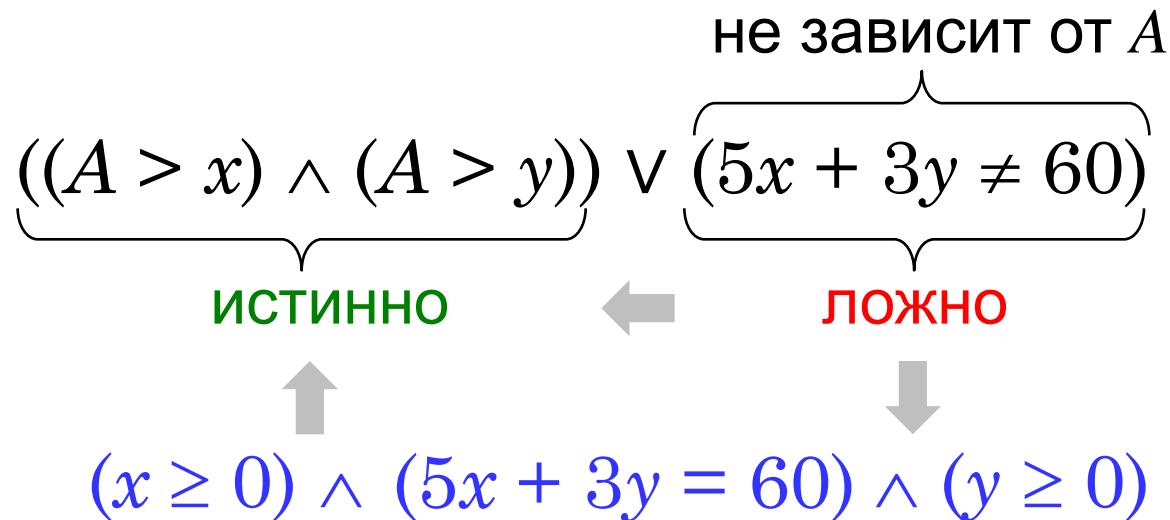 не зависит от A
((A > x) ∧ (A > y)) ∨ (5x + 3y ≠ 60)
истинно ложно
(x ≥ 0) ∧ (5x + 3y = 60) ∧ (y ≥ 0)